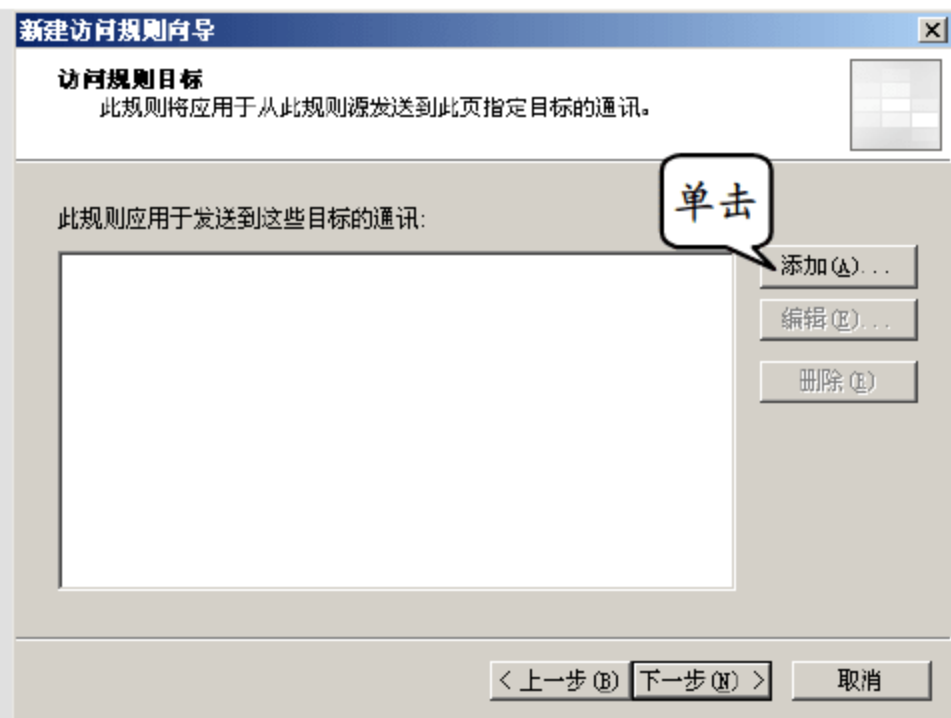 新建访问规则向导
访问规则目标
此规则将应用于从此规则源发送到此页指定目标的通讯。
单击
此规则应用于发送到这些目标的通讯:
添加(A)...
编辑(E)...
删除(R)
< 上一步(B)
下一步(N) >
取消